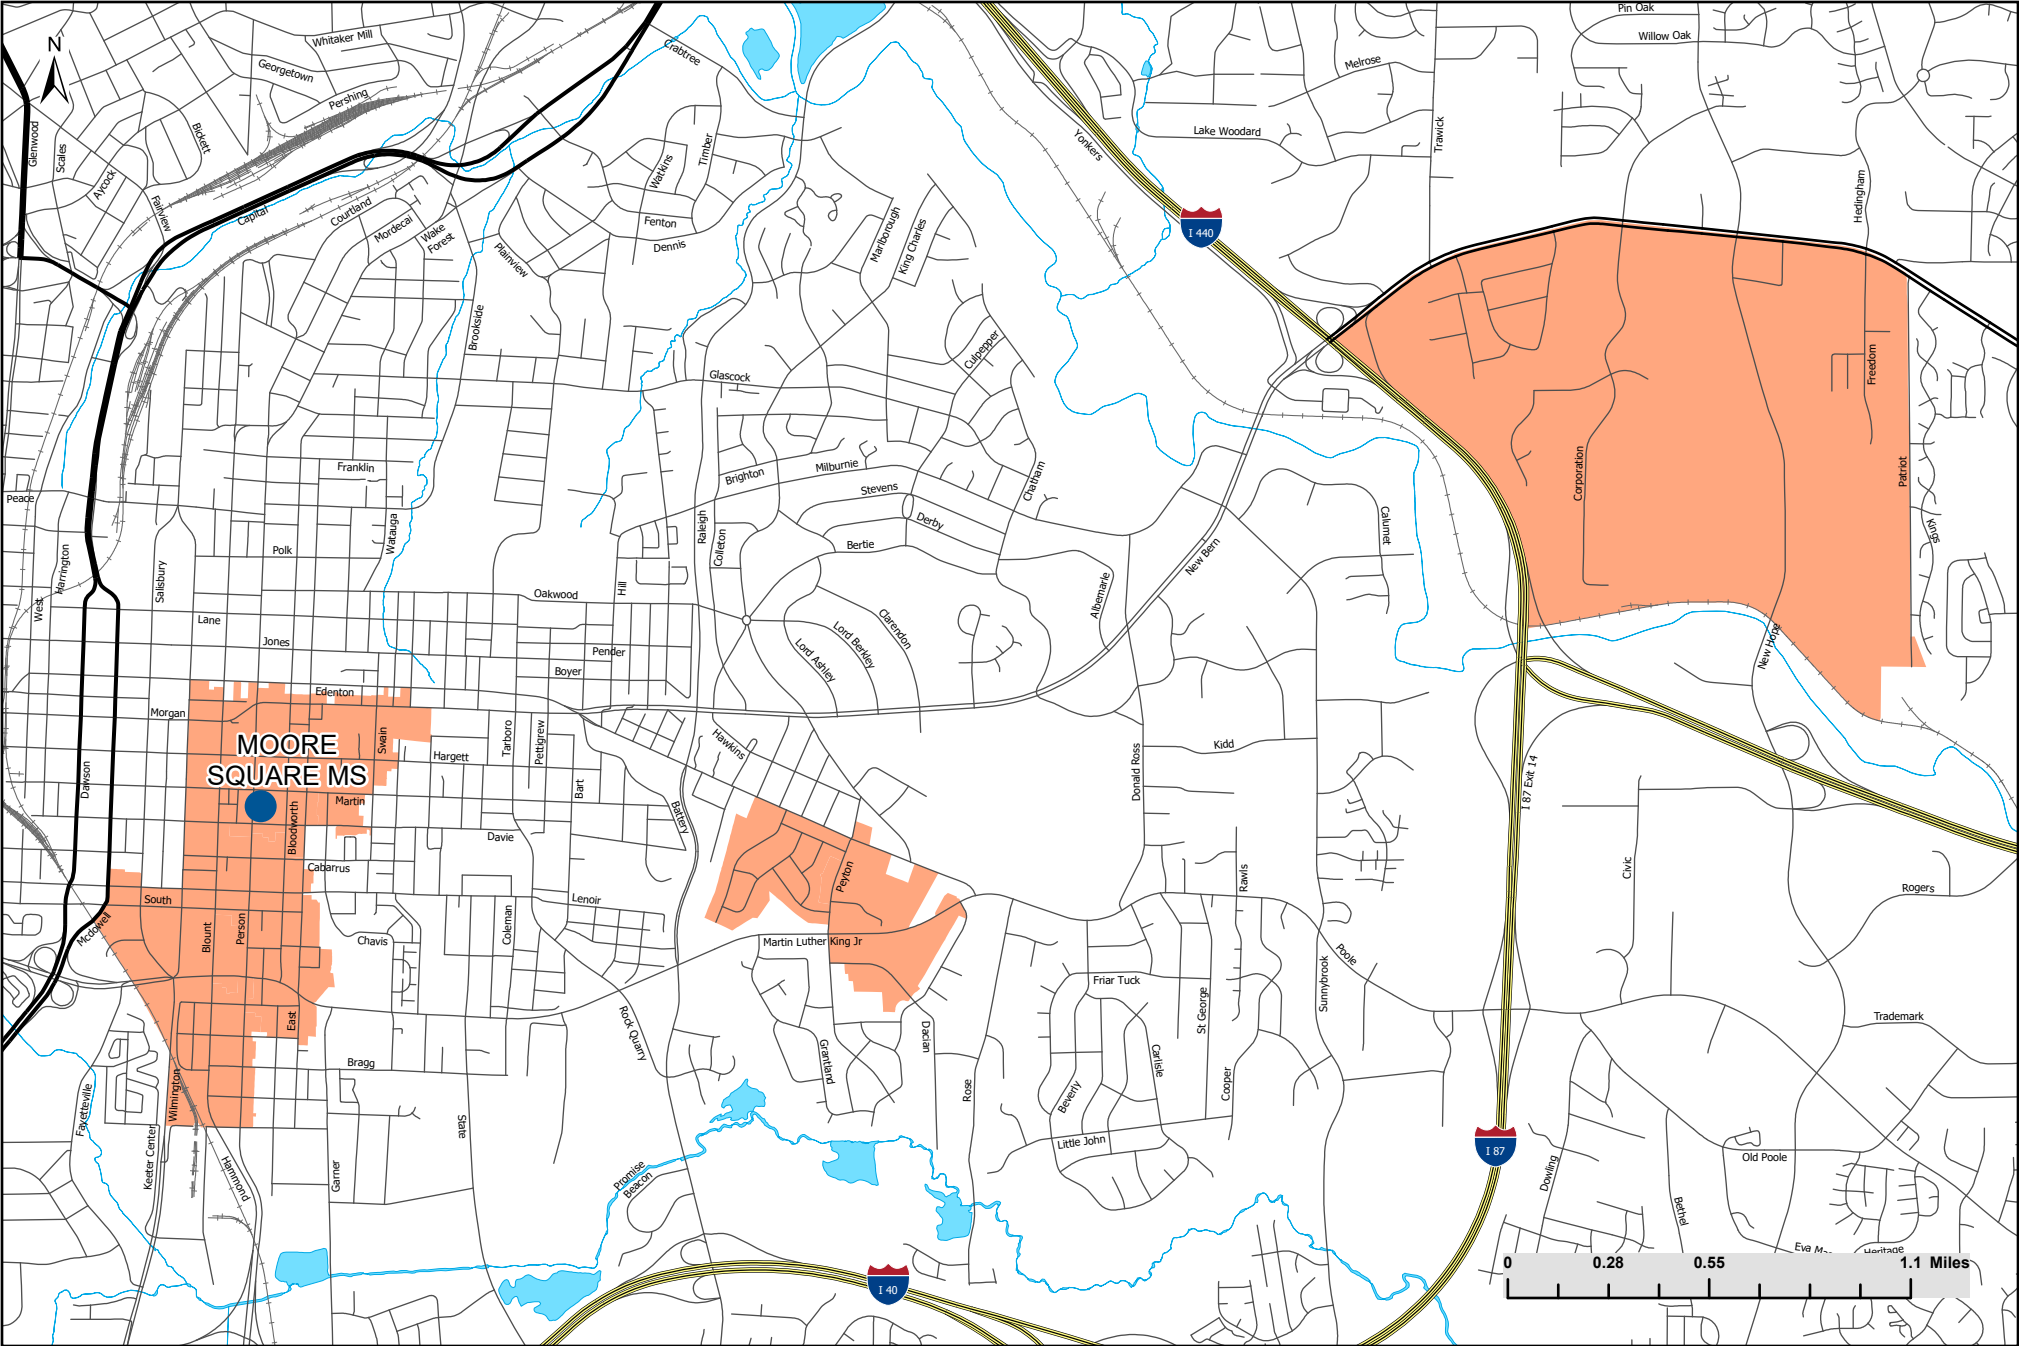 Pin Oak
Whitaker Mill
Willow Oak
N
Crabtree
Georgetown
Melrose
Pershing
Bickett
Glenwood
Scales
Lake Woodard
Trawick
Yonkers
Timber
Watkins
Aycock
Fairview
Capital
Courtland
Mordecai
Wake
Forest
Fenton
Dennis
Plainview
Marlborough
King Charles
Hedingham
I 440
Brookside
Culpepper
Freedom
Glascock
Franklin
Brighton
Milburnie
Stevens
Chatham
Corporation
Patriot
Peace
Watauga
Raleigh
Colleton
Derby
Bertie
Calumet
Kings
New Bern
Polk
Harrington
Salisbury
West
Hill
Oakwood
Albemarle
Lane
Jones
Pender
Boyer
Lord Ashley
Lord Berkley
Clarendon
New Hope
Edenton
Morgan
Swain
Tarboro
Pettigrew
Hargett
Hawkins
Kidd
Donald Ross
MOORE
SQUARE MS
Dawson
Bart
Battery
Martin
Bloodworth
Davie
I 87 Exit 14
Cabarrus
Peyton
Rawls
Civic
Rogers
South
Lenoir
Mcdowell
Blount
Person
Coleman
Chavis
Martin Luther King Jr
Poole
Sunnybrook
Friar Tuck
East
St George
Rock Quarry
Dacian
Trademark
Bragg
Grantland
Carlisle
Rose
Beverly
Cooper
Wilmington
Fayetteville
State
Little John
I 87
Keeter Center
Hammond
Garner
Promise
Beacon
Dowling
Old Poole
Bethel
Heritage
0
0.28
0.55
1.1
Miles
I 40